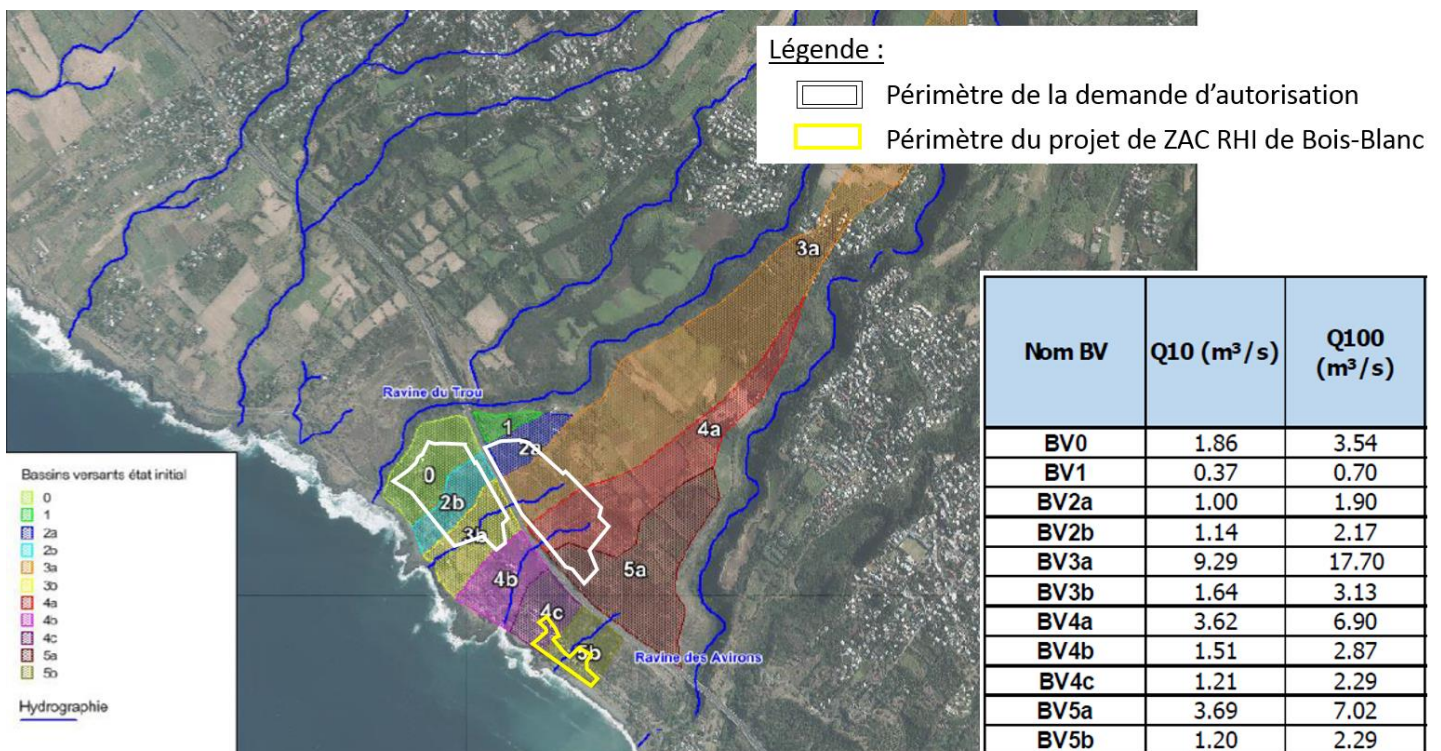 Légende :
Périmètre de la demande d’autorisation
Périmètre du projet de ZAC RHI de Bois-Blanc
3a
Ravine du Trou
1
2a
4a
0
2b
3b
5a
4b
4c
5b
Ravine des Avirons
Bassins versants état initial
0
1
2a
2b
3a
3b
4a
4b
4c
5a
5b
Hydrographie
Nom BV Q10 (m³/s) Q100 (m³/s)
BV0 1.86 3.54
BV1 0.37 0.70
BV2a 1.00 1.90
BV2b 1.14 2.17
BV3a 9.29 17.70
BV3b 1.64 3.13
BV4a 3.62 6.90
BV4b 1.51 2.87
BV4c 1.21 2.29
BV5a 3.69 7.02
BV5b 1.20 2.29